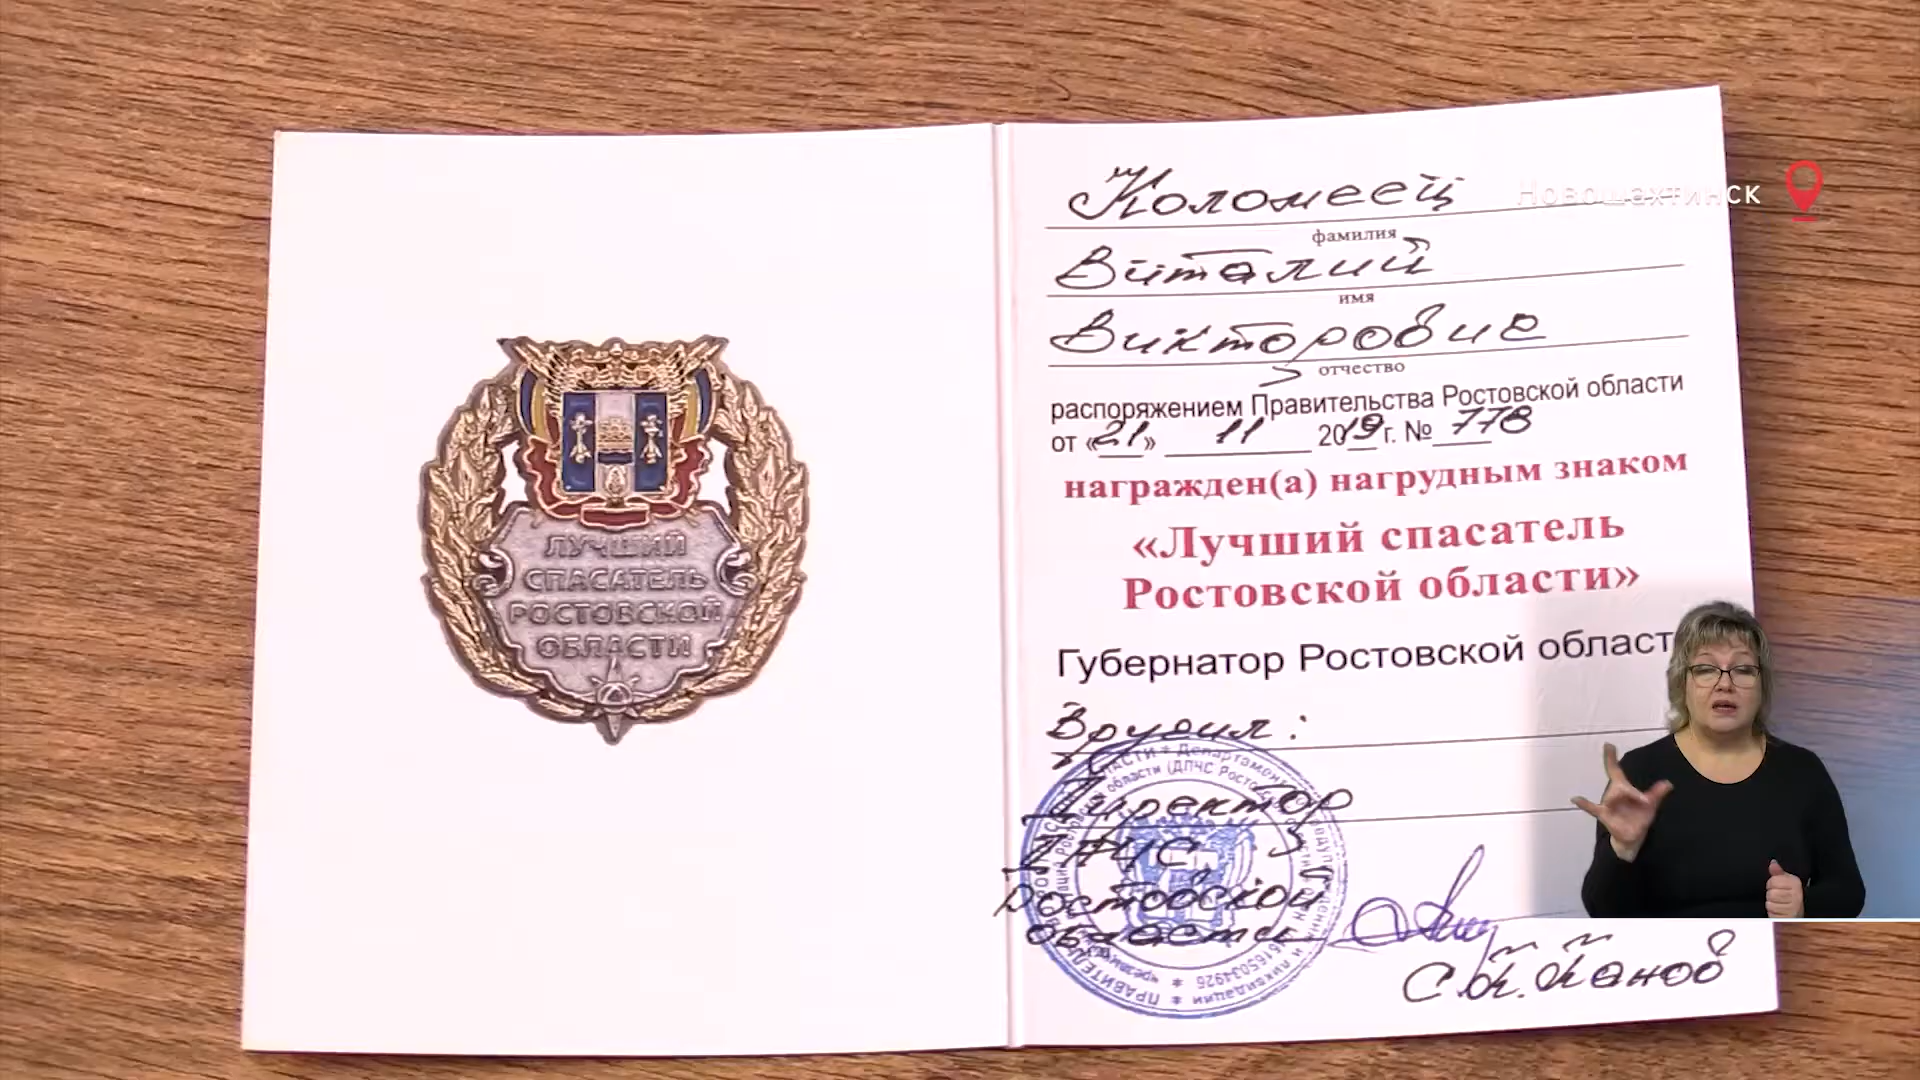 ЛУЧШИЙ
СПАСАТЕЛЬ
РОСТОВСКОЙ
ОБЛАСТИ
Коломеец
Новошахтинск
фамилия
Виталий
имя
Викторович
отчество
распоряжением Правительства Ростовской области
от «21» 11 2019 г. № 778
награжден(а) нагрудным знаком
«Лучший спасатель
Ростовской области»
Губернатор Ростовской област
Вручил:
Директор
ДПЧС
Ростовской
области
С.П. Панов